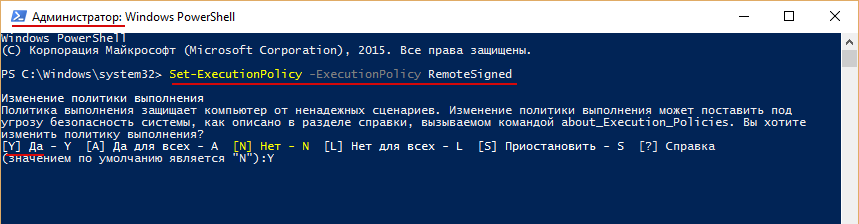 Администратор: Windows PowerShell
Windows PowerShell
(C) Корпорация Майкрософт (Microsoft Corporation), 2015. Все права защищены.
PS C:\Windows\system32> Set-ExecutionPolicy -ExecutionPolicy RemoteSigned
Изменение политики выполнения
Политика выполнения защищает компьютер от ненадежных сценариев. Изменение политики выполнения может поставить под
угрозу безопасность системы, как описано в разделе справки, вызываемом командой about_Execution_Policies. Вы хотите
изменить политику выполнения?
[Y] Да - Y  [A] Да для всех - A  [N] Нет - N  [L] Нет для всех - L  [S] Приостановить - S  [?] Справка
(значением по умолчанию является "N"):Y